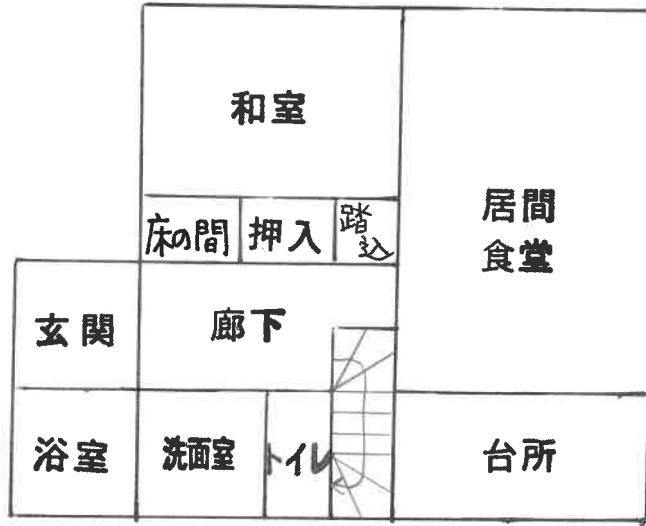 和室
居間
食堂
床の間
押入
踏込
玄関
廊下
浴室
洗面室
トイレ
台所